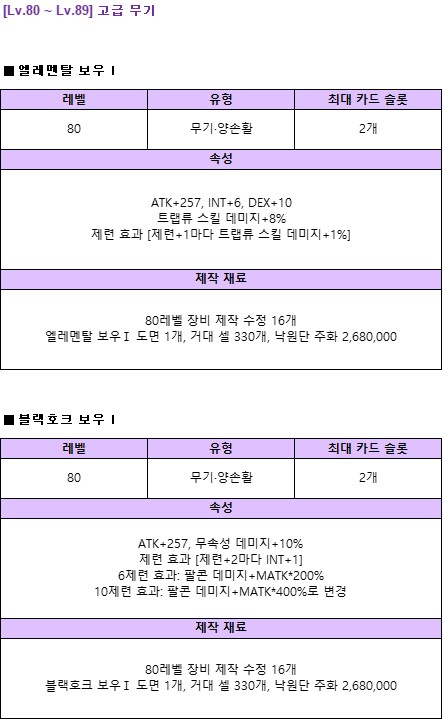 [Lv.80 ~ Lv.89] 고급 무기
■엘레멘탈 보우 I
레벨 유형 최대 카드 슬롯
80 무기·양손활 2개
속성
ATK+257, INT+6, DEX+10
트랩류 스킬 데미지+8%
제련 효과 [제련+1마다 트랩류 스킬 데미지+1%]
제작 재료
80레벨 장비 제작 수정 16개
엘레멘탈 보우Ⅰ 도면 1개, 거대 셀 330개, 낙원단 주화 2,680,000
■블랙호크 보우 I
레벨 유형 최대 카드 슬롯
80 무기·양손활 2개
속성
ATK+257, 무속성 데미지+10%
제련 효과 [제련+2마다 INT+1]
6제련 효과: 팔콘 데미지+MATK*200%
10제련 효과: 팔콘 데미지+MATK*400%로 변경
제작 재료
80레벨 장비 제작 수정 16개
블랙호크 보우Ⅰ 도면 1개, 거대 셀 330개, 낙원단 주화 2,680,000